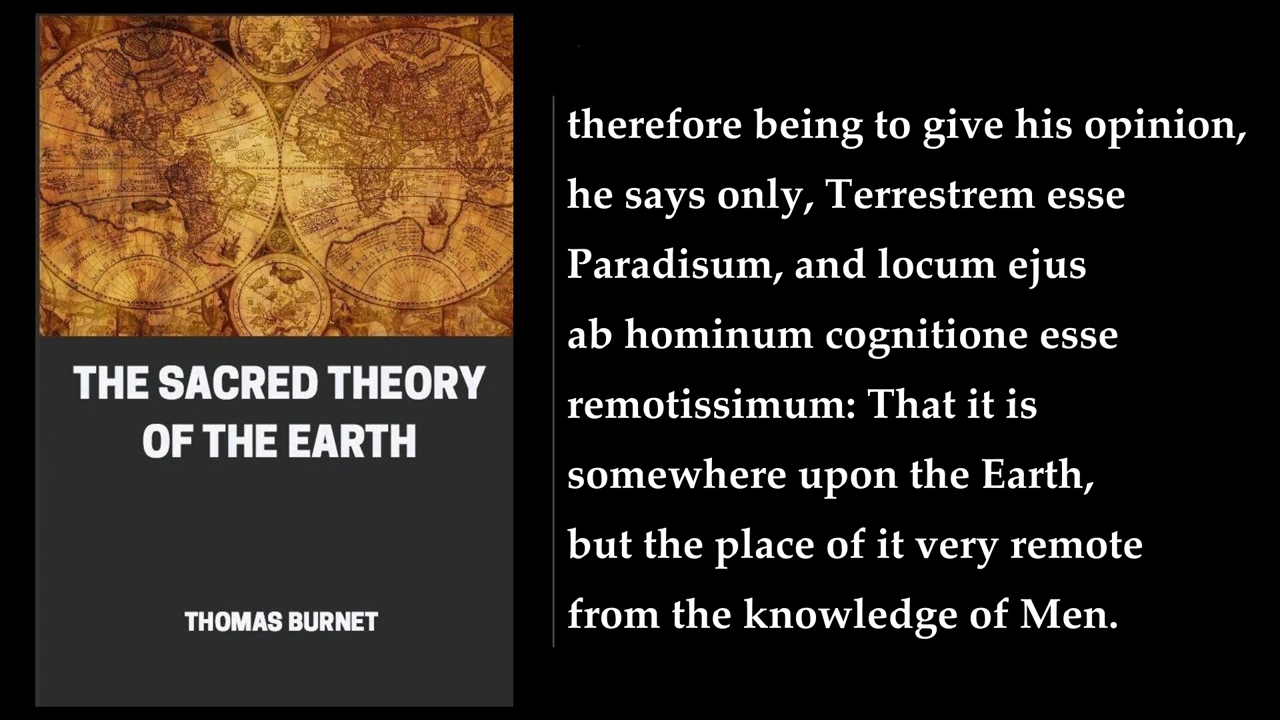 THE SACRED THEORY
OF THE EARTH
THOMAS BURNET
therefore being to give his opinion,
he says only, Terrestrem esse
Paradisum, and locum ejus
ab hominum cognitione esse
remotissimum: That it is
somewhere upon the Earth,
but the place of it very remote
from the knowledge of Men.